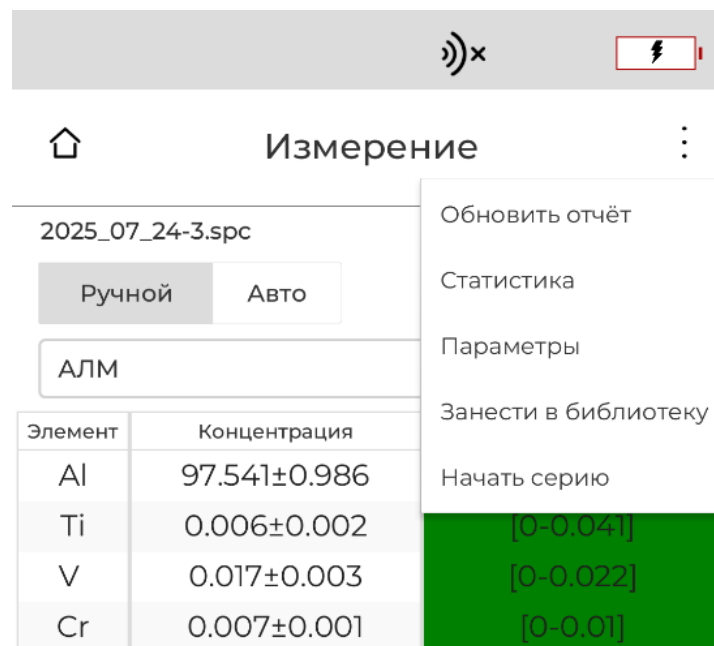 Измерение
2025_07_24-3.spc
Ручной Авто
АЛМ
Обновить отчёт
Статистика
Параметры
Занести в библиотеку
Начать серию
Элемент Концентрация
Al 97.541±0.986
Ti 0.006±0.002 [0-0.041]
V 0.017±0.003 [0-0.022]
Cr 0.007±0.001 [0-0.01]